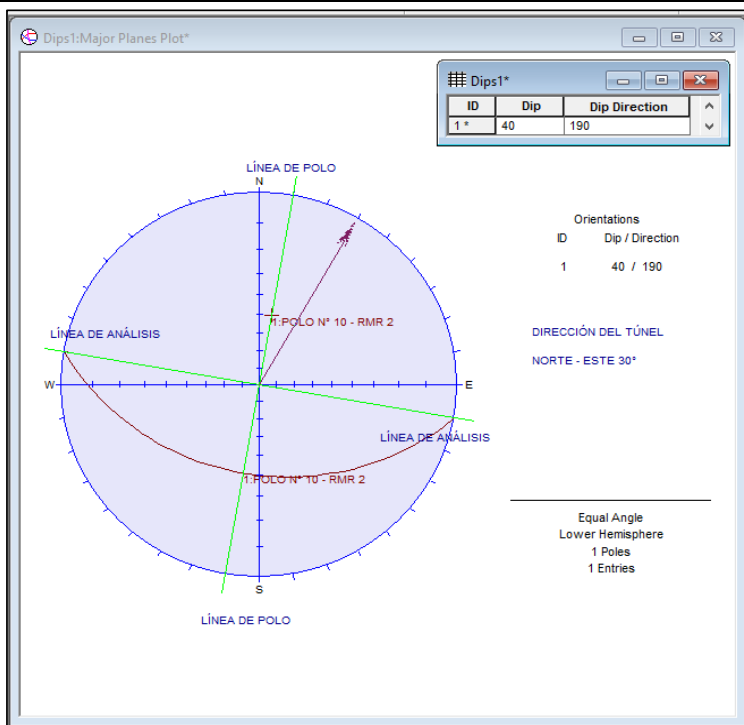 Dips1:Major Planes Plot*
Dips1*
ID Dip Dip Direction
1 * 40 190
LÍNEA DE POLO
N
Orientations
ID Dip / Direction
1 40 / 190
1:POLO N° 10 - RMR 2
LÍNEA DE ANÁLISIS
DIRECCIÓN DEL TÚNEL
NORTE - ESTE 30°
W
E
LÍNEA DE ANÁLISIS
1:POLO N° 10 - RMR 2
Equal Angle
Lower Hemisphere
1 Poles
1 Entries
S
LÍNEA DE POLO